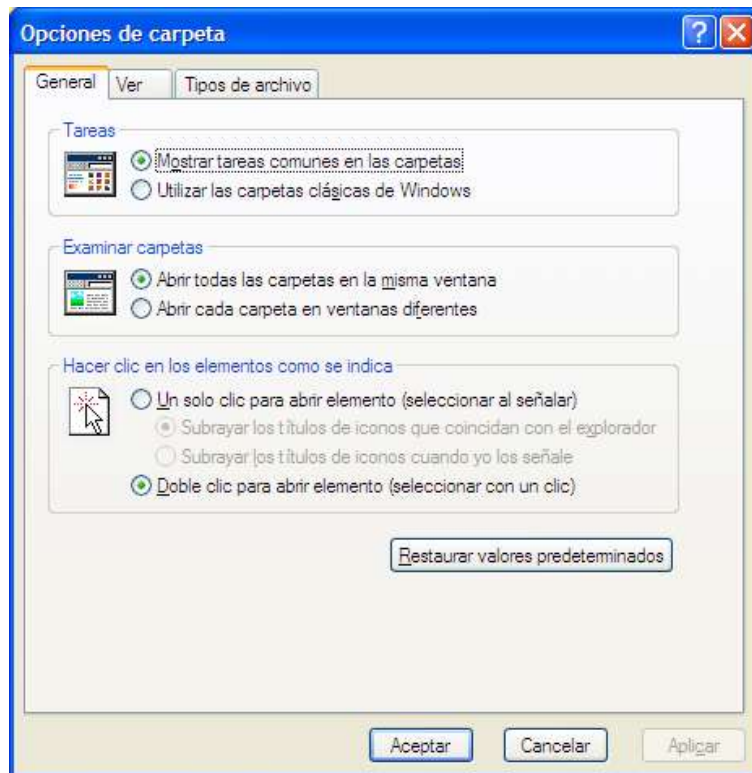 Opciones de carpeta
General Ver Tipos de archivo
Tareas
Mostrar tareas comunes en las carpetas
Utilizar las carpetas clásicas de Windows
Examinar carpetas
Abrir todas las carpetas en la misma ventana
Abrir cada carpeta en ventanas diferentes
Hacer clic en los elementos como se indica
Un solo clic para abrir elemento (seleccionar al señalar)
Subrayar los títulos de iconos que coincidan con el explorador
Subrayar los títulos de iconos cuando yo los señale
Doble clic para abrir elemento (seleccionar con un clic)
Restaurar valores predeterminados
Aceptar Cancelar Aplicar